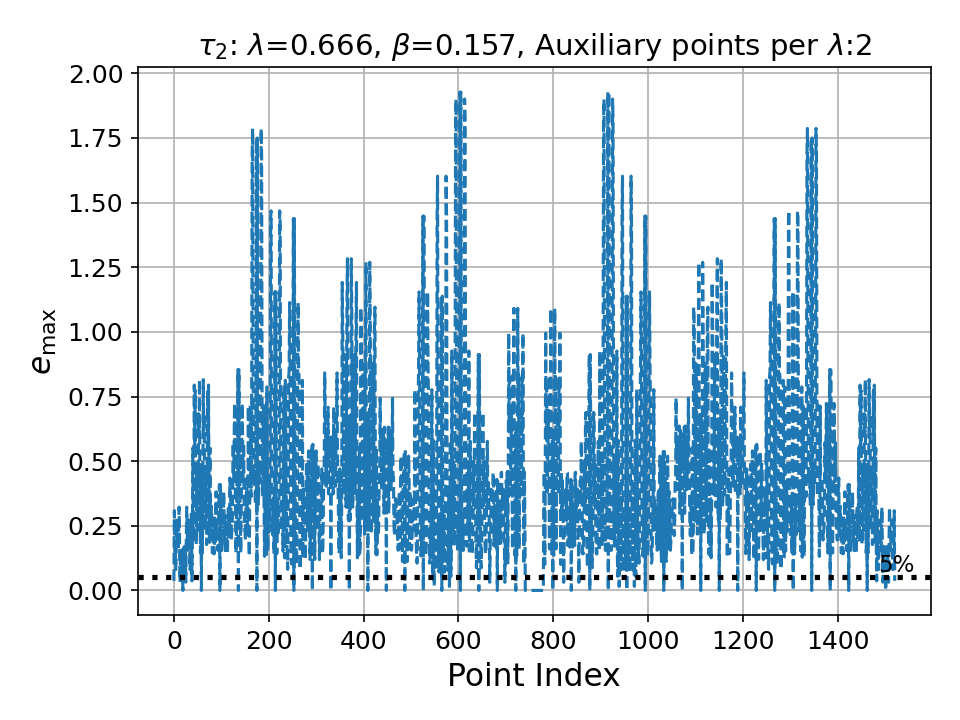 τ₂: λ=0.666, β=0.157, Auxiliary points per λ:2
2.00
1.75
1.50
1.25
1.00
0.75
0.50
0.25
0.00
e_max
5%
0 200 400 600 800 1000 1200 1400
Point Index